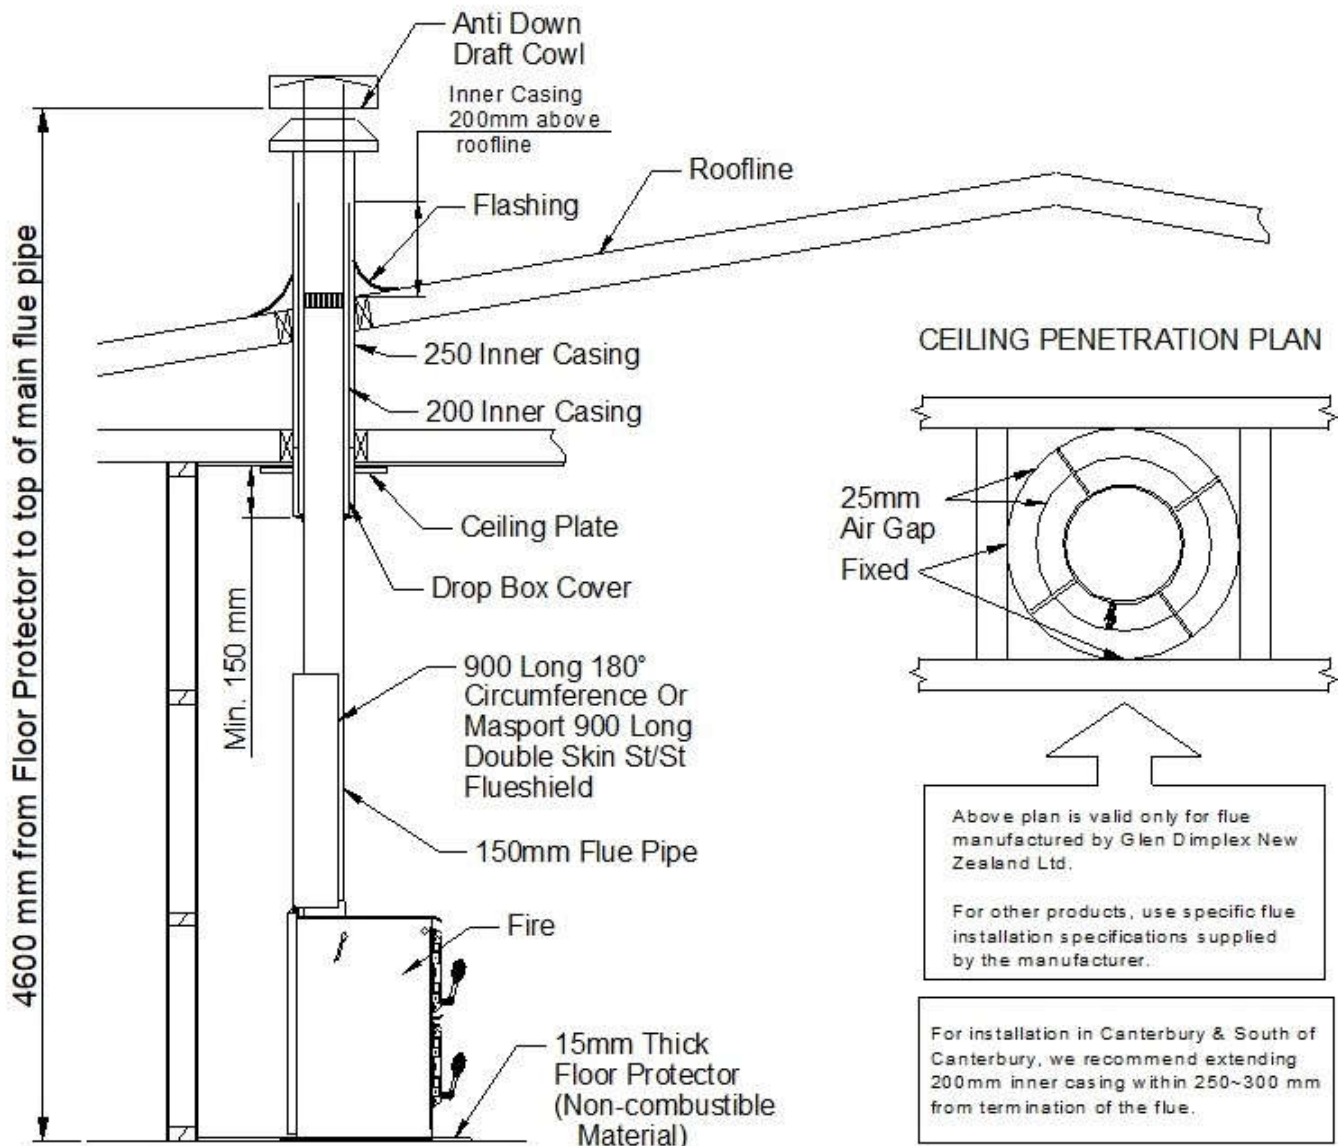 Anti Down
Draft Cowl
Inner Casing
200mm above
roofline
Roofline
Flashing
4600 mm from Floor Protector to top of main flue pipe
250 Inner Casing
200 Inner Casing
Ceiling Plate
Drop Box Cover
Min. 150 mm
900 Long 180°
Circumference Or
Masport 900 Long
Double Skin St/St
Flueshield
150mm Flue Pipe
Fire
15mm Thick
Floor Protector
(Non-combustible
Material)
CEILING PENETRATION PLAN
25mm
Air Gap
Fixed
Above plan is valid only for flue
manufactured by Glen Dimplex New
Zealand Ltd.
For other products, use specific flue
installation specifications supplied
by the manufacturer.
For installation in Canterbury & South of
Canterbury, we recommend extending
200mm inner casing within 250~300 mm
from termination of the flue.